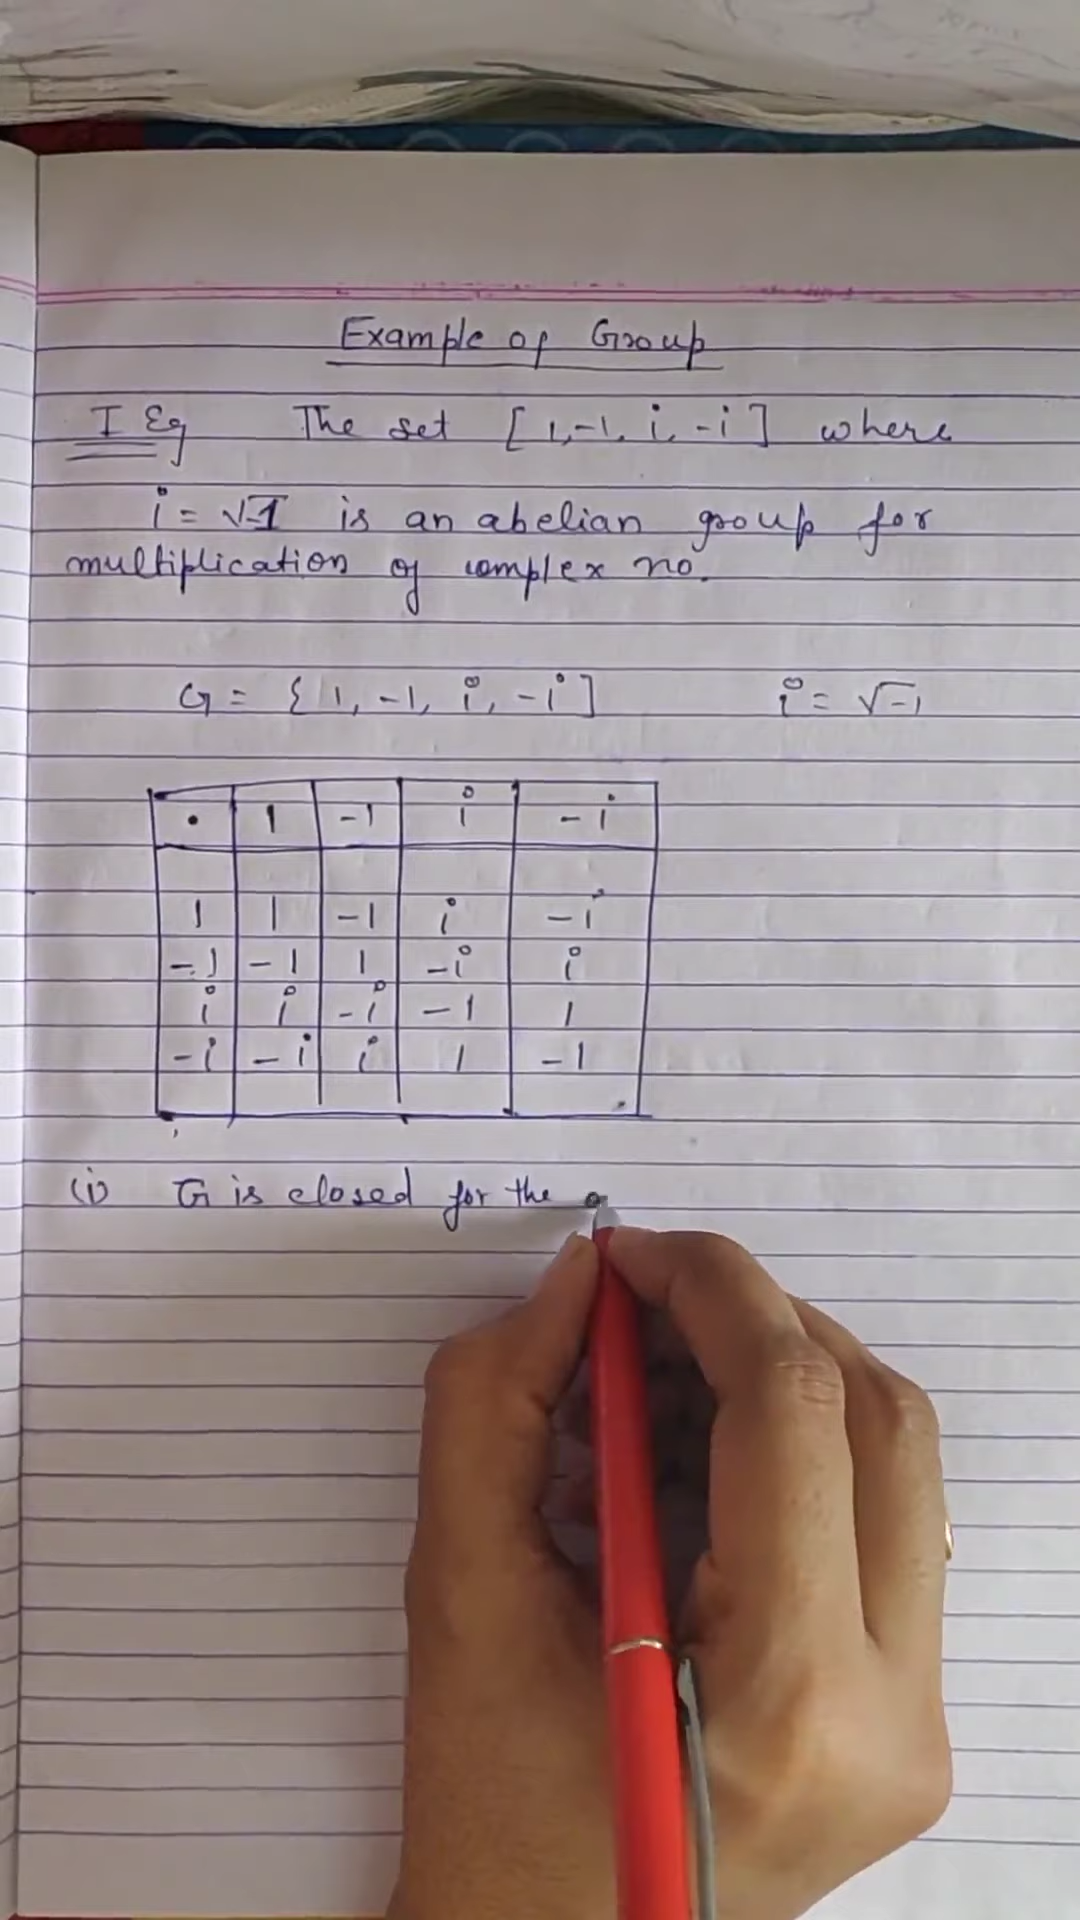 Example of Group
I Eg The set [1,-1, i, -i] where
i = √-1 is an abelian group for
multiplication of complex no.
G = {1, -1, i, -i] i = √-1
• 1 -1 i -i
1 1 -1 i -i
-1 -1 1 -i i
i i -i -1 1
-i -i i 1 -1
(i) G is closed for the o